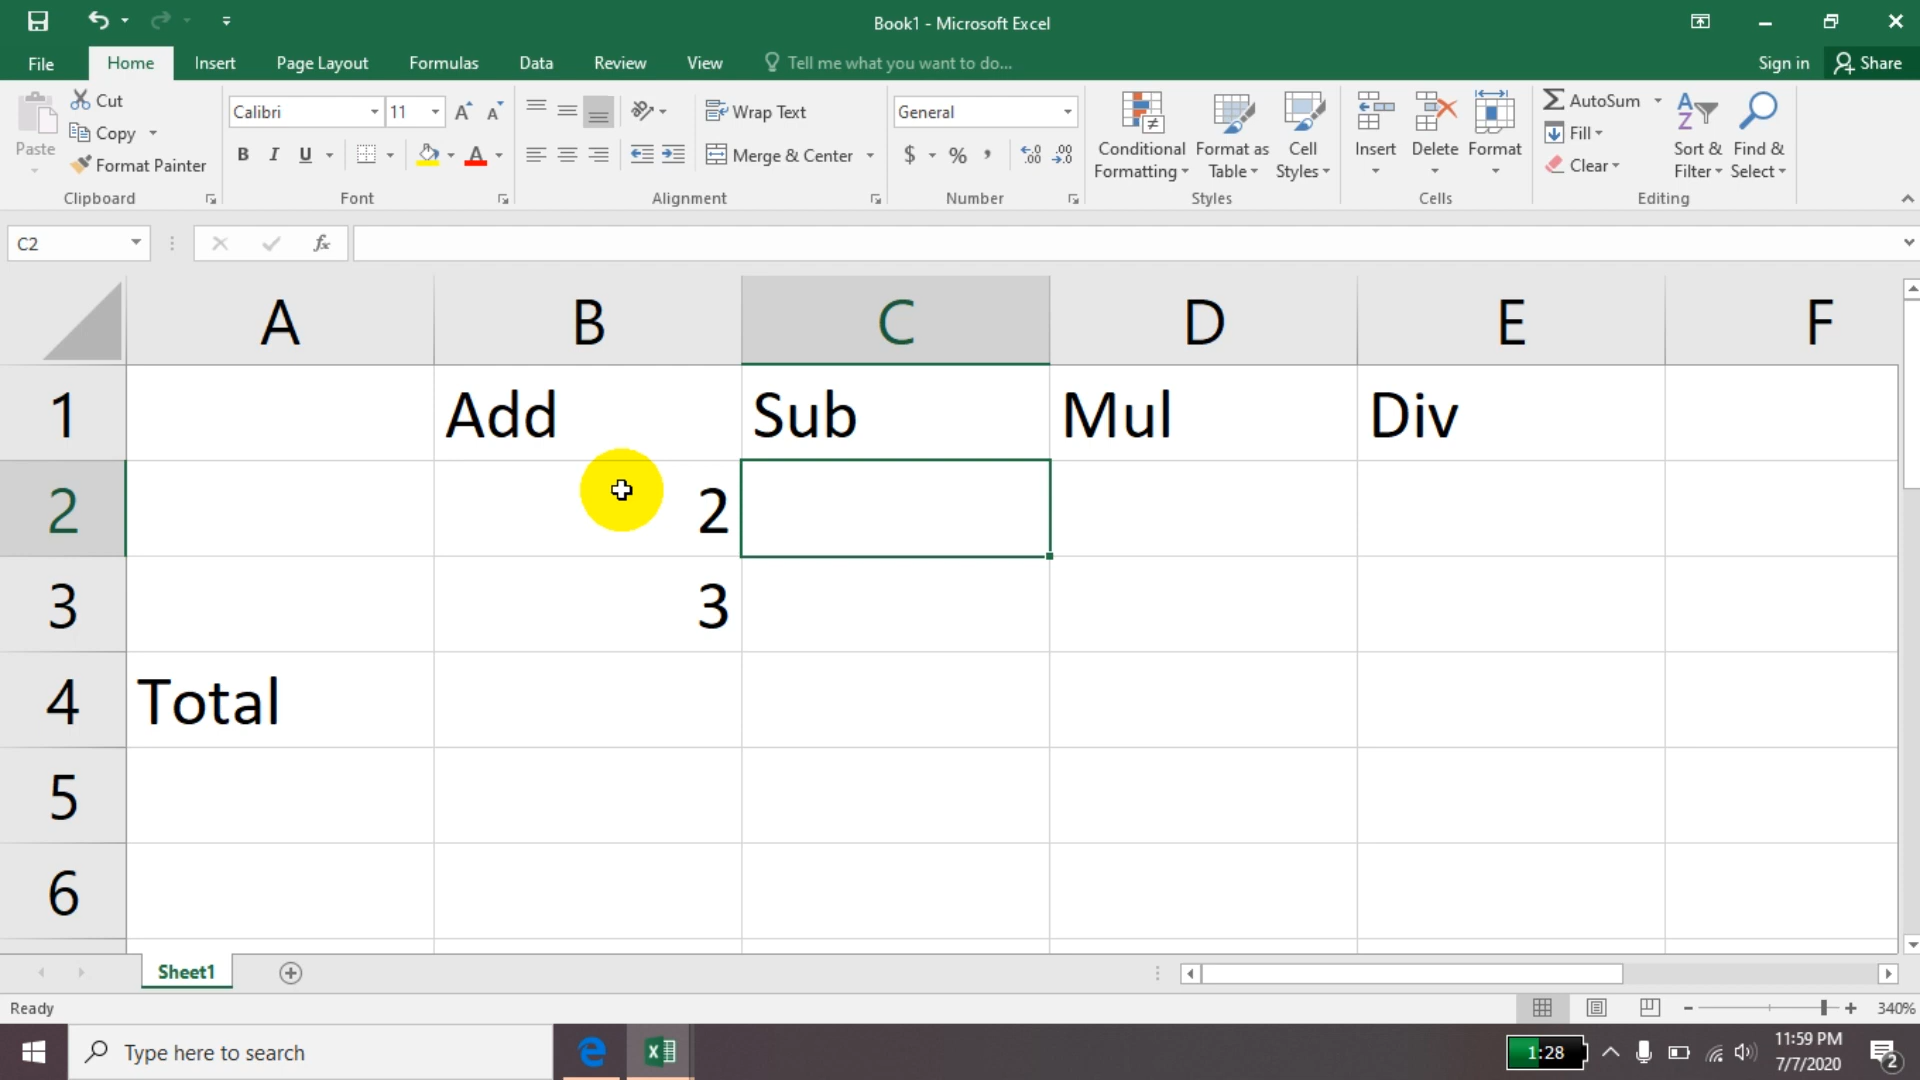 Book1 - Microsoft Excel
File Home Insert Page Layout Formulas Data Review View Tell me what you want to do... Sign in Share
Paste
Cut
Copy
Format Painter
Clipboard
Calibri 11
B I U
Font
Wrap Text
Merge & Center
Alignment
General
$ %
Number
Conditional Formatting
Format as Table
Cell Styles
Styles
Insert
Delete
Format
Cells
AutoSum
Fill
Clear
Sort & Filter
Find & Select
Editing
C2 fx
A B C D E F
1 Add Sub Mul Div
2 2
3 3
4 Total
5
6
Sheet1
Ready 340%
Type here to search 1:28 11:59 PM
7/7/2020 2